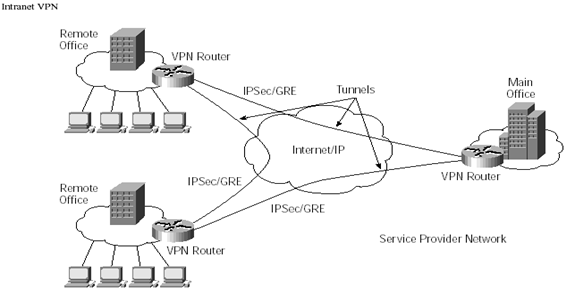 Intranet VPN
Remote
Office
VPN Router
IPSec/GRE
Tunnels
Main
Office
Internet/IP
VPN Router
IPSec/GRE
Remote
Office
IPSec/GRE
VPN Router
Service Provider Network